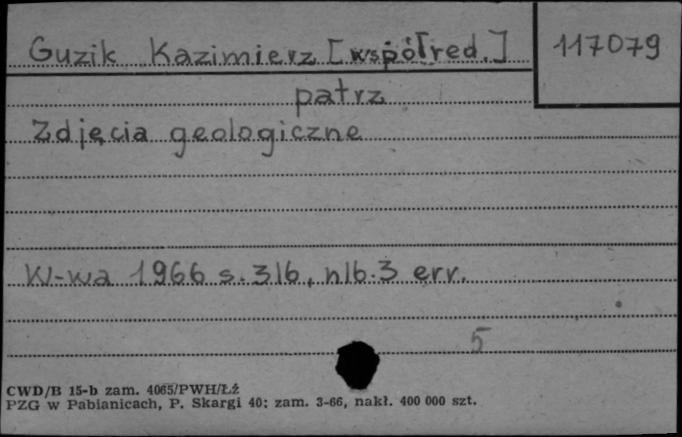 Guzik Kazimierz [współred.]
117079
patrz
Zdjęcia geologiczne
W-wa 1966 s. 316, nlb. 3 err.
5
CWD/B 15-b zam. 4065/PWH/Łź
PZG w Pabianicach, P. Skargi 40; zam. 3-66, nakł. 400 000 szt.